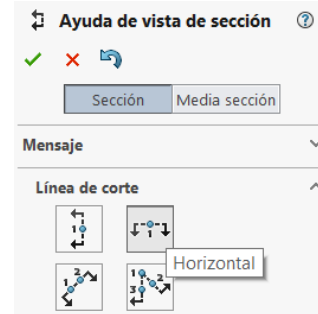 Ayuda de vista de sección
Sección Media sección
Mensaje
Línea de corte
Horizontal